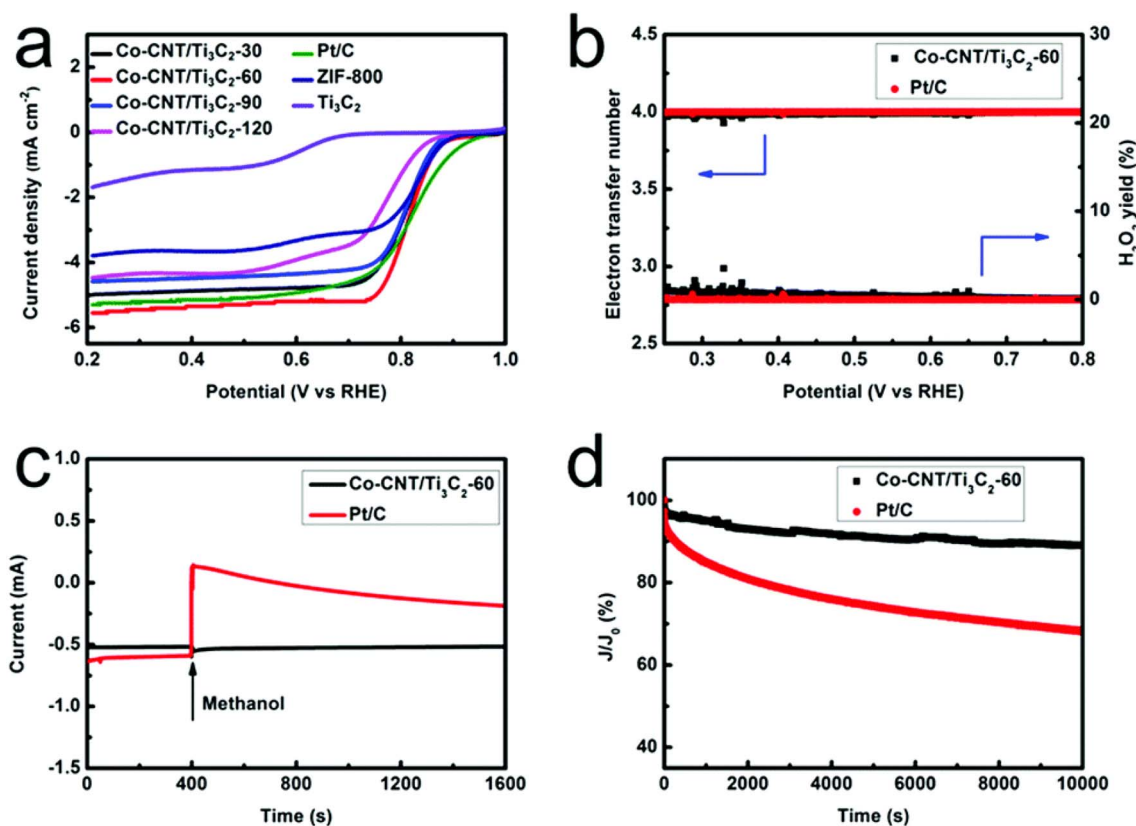 a
Co-CNT/Ti₃C₂-30
Co-CNT/Ti₃C₂-60
Co-CNT/Ti₃C₂-90
Co-CNT/Ti₃C₂-120
Pt/C
ZIF-800
Ti₃C₂
2
0
-2
-4
-6
Current density (mA cm⁻²)
0.2 0.4 0.6 0.8 1.0
Potential (V vs RHE)
b
Co-CNT/Ti₃C₂-60
Pt/C
4.5
4.0
3.5
3.0
2.5
Electron transfer number
30
20
10
0
H₂O₂ yield (%)
0.3 0.4 0.5 0.6 0.7 0.8
Potential (V vs RHE)
c
Co-CNT/Ti₃C₂-60
Pt/C
1.0
0.5
0.0
-0.5
-1.0
-1.5
Current (mA)
Methanol
0 400 800 1200 1600
Time (s)
d
Co-CNT/Ti₃C₂-60
Pt/C
100
80
60
40
J/J₀ (%)
0 2000 4000 6000 8000 10000
Time (s)